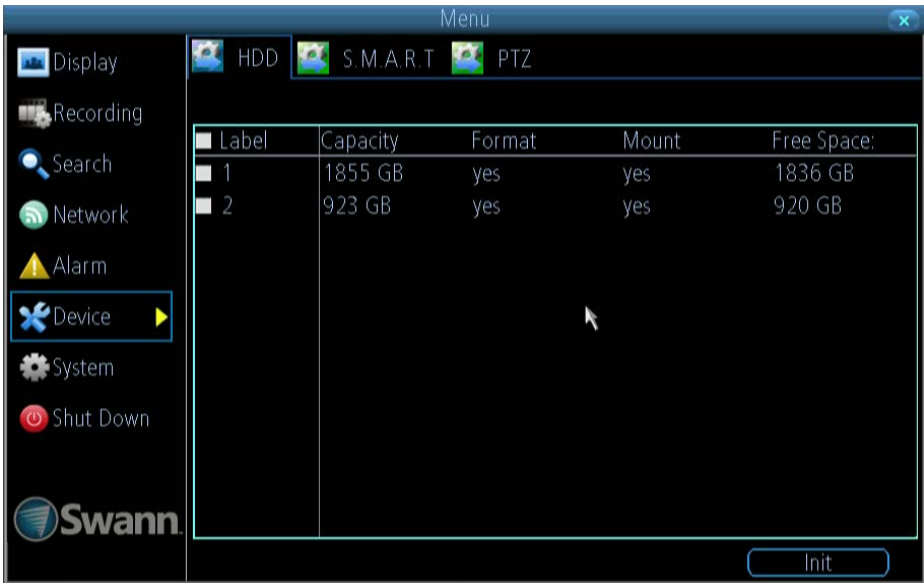 Menu
Display
Recording
Search
Network
Alarm
Device
System
Shut Down
Swann
HDD S.M.A.R.T PTZ
Label Capacity Format Mount Free Space:
1 1855 GB yes yes 1836 GB
2 923 GB yes yes 920 GB
Init